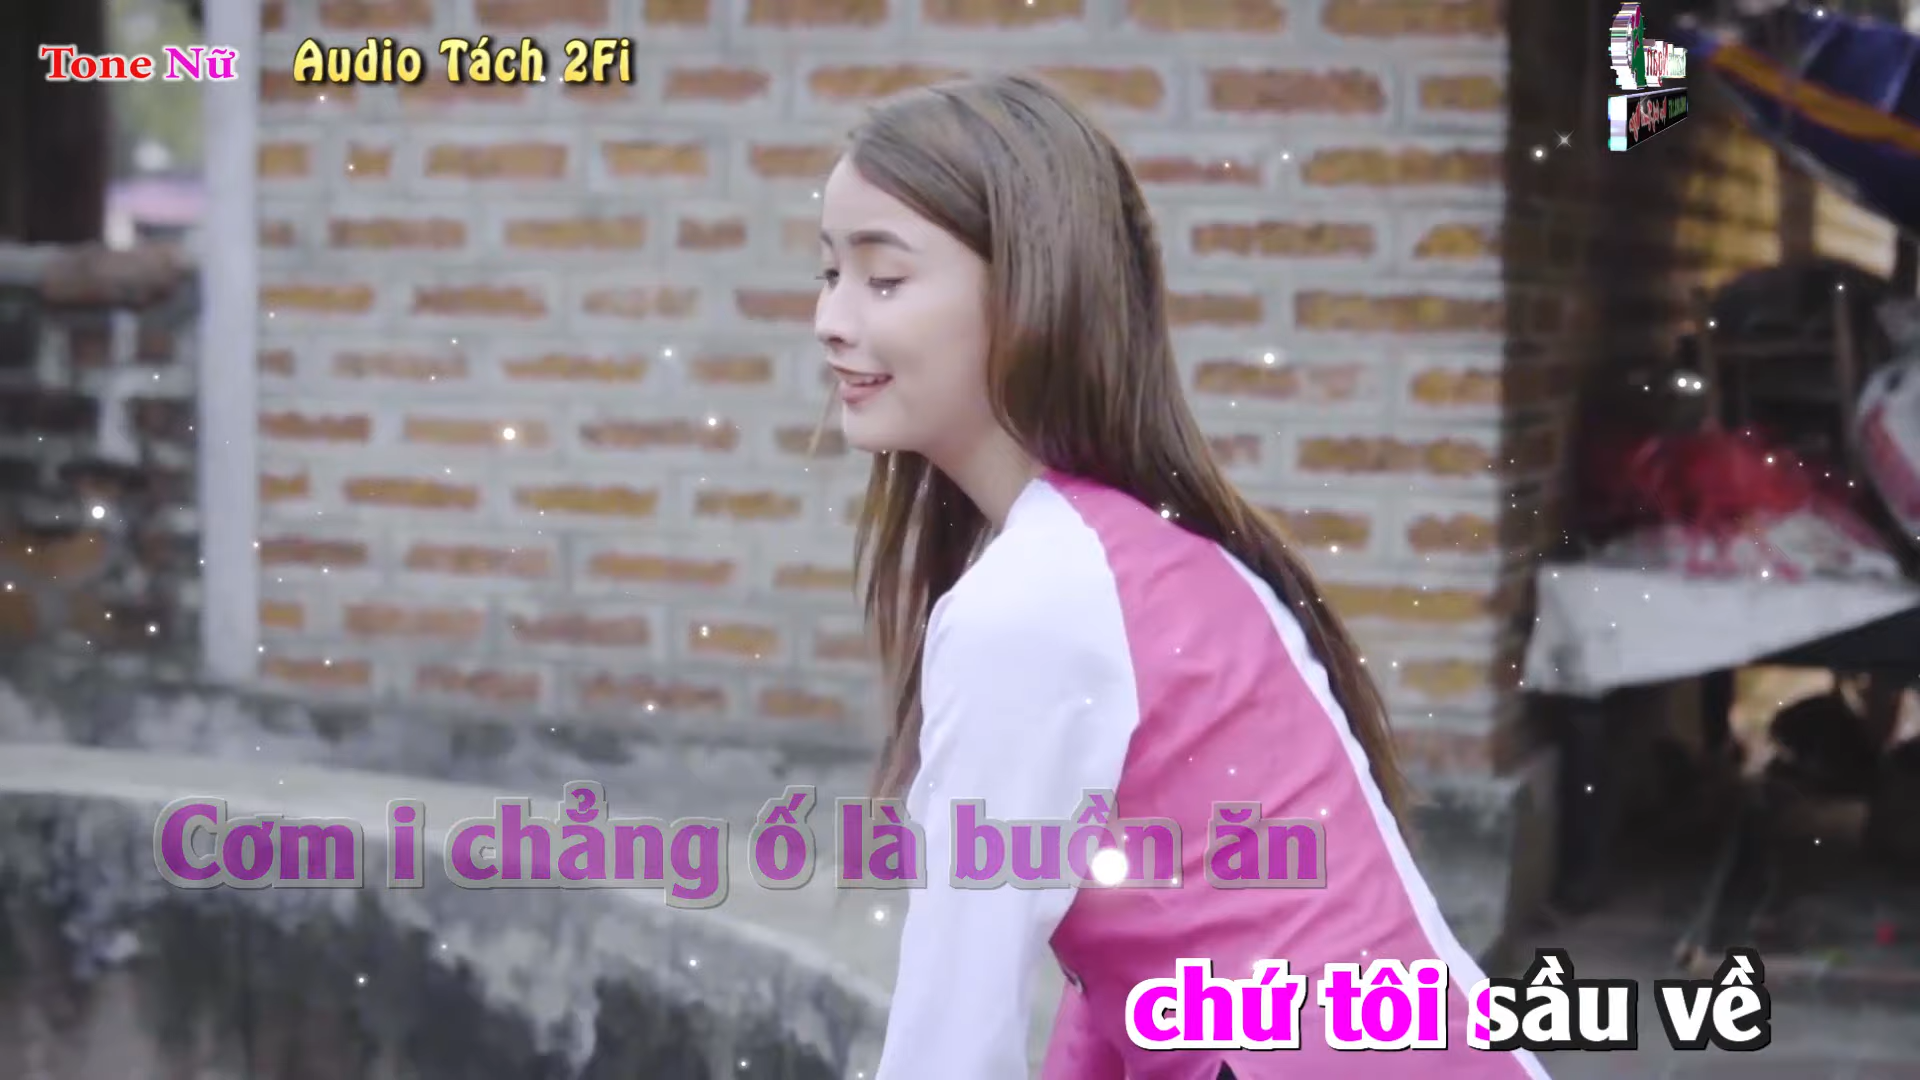 Tone Nữ
Audio Tách 2Fi
Cơm i chẳng ố là buồn ăn
chứ tôi sầu về